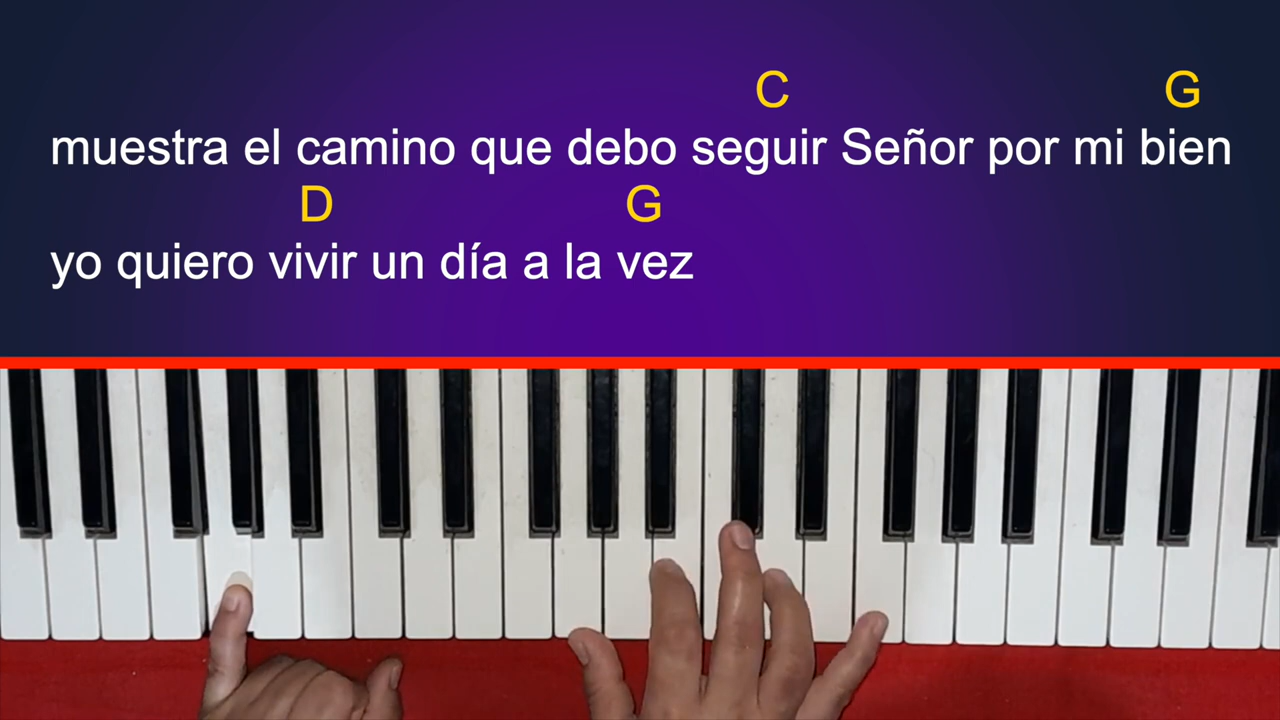 C G
muestra el camino que debo seguir Señor por mi bien
D G
yo quiero vivir un día a la vez